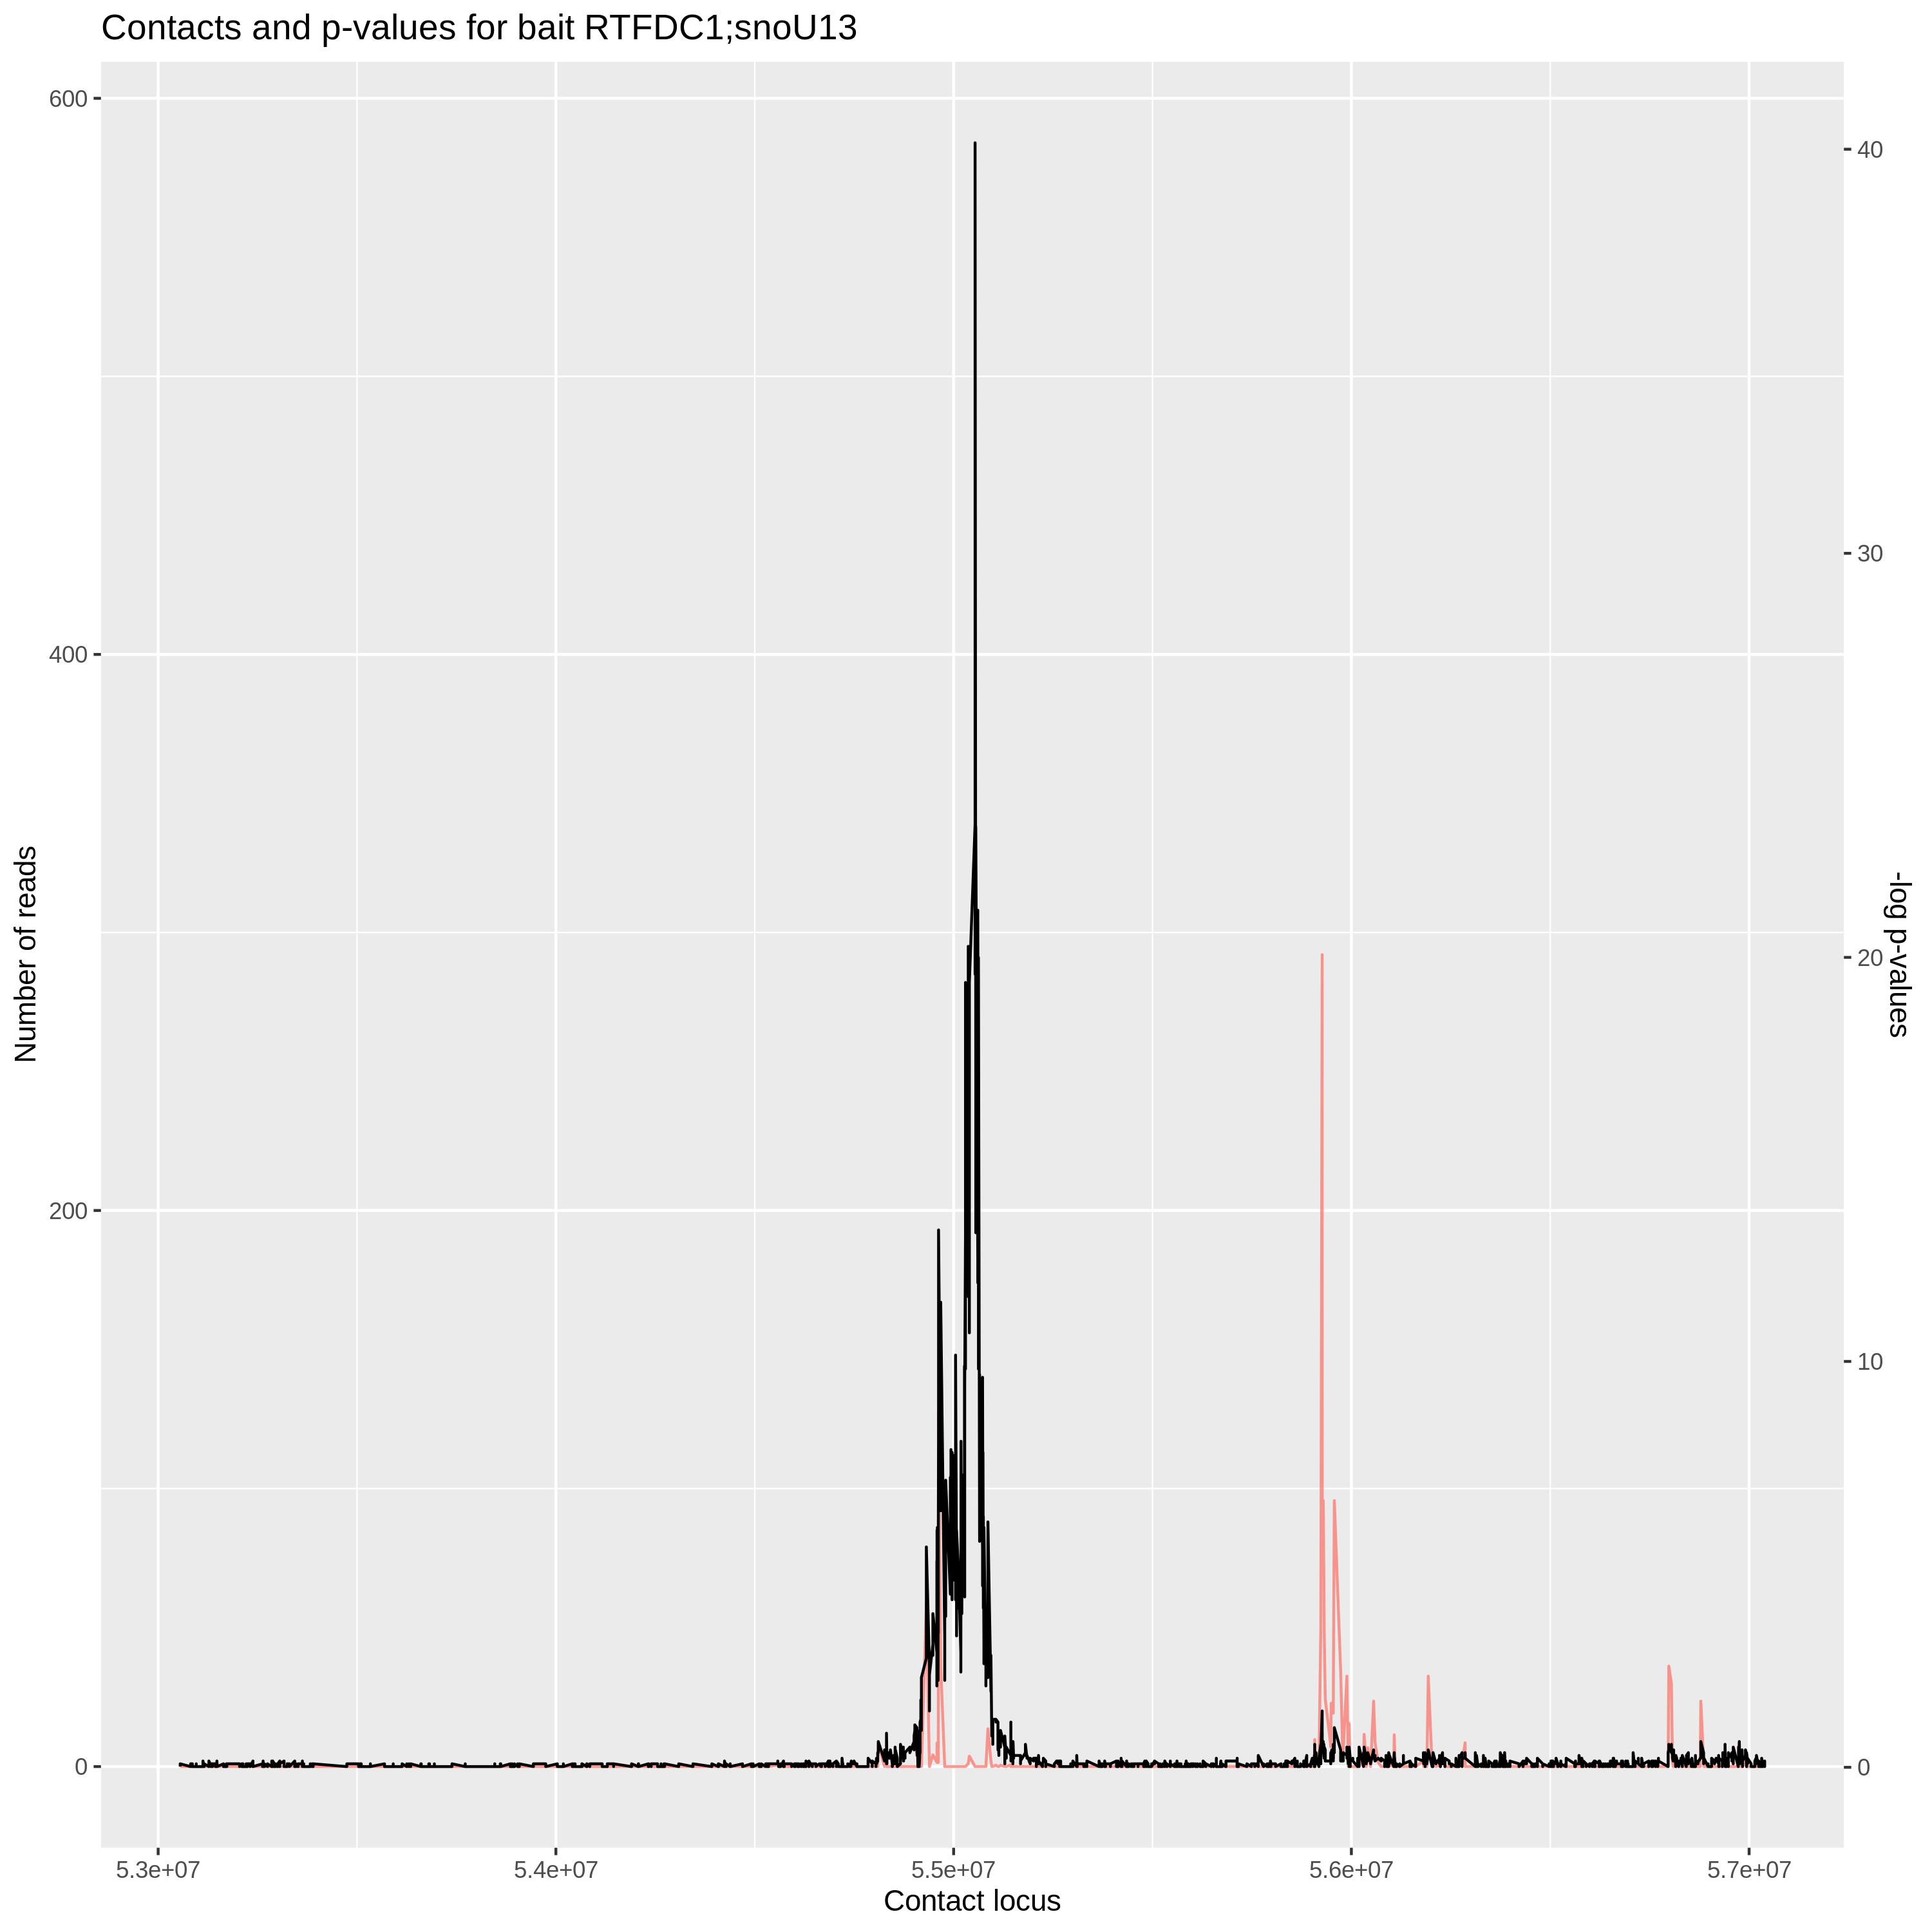 Contacts and p-values for bait RTFDC1;snoU13
600
400
200
0
Number of reads
40
30
20
10
0
-log p-values
5.3e+07
5.4e+07
5.5e+07
5.6e+07
5.7e+07
Contact locus